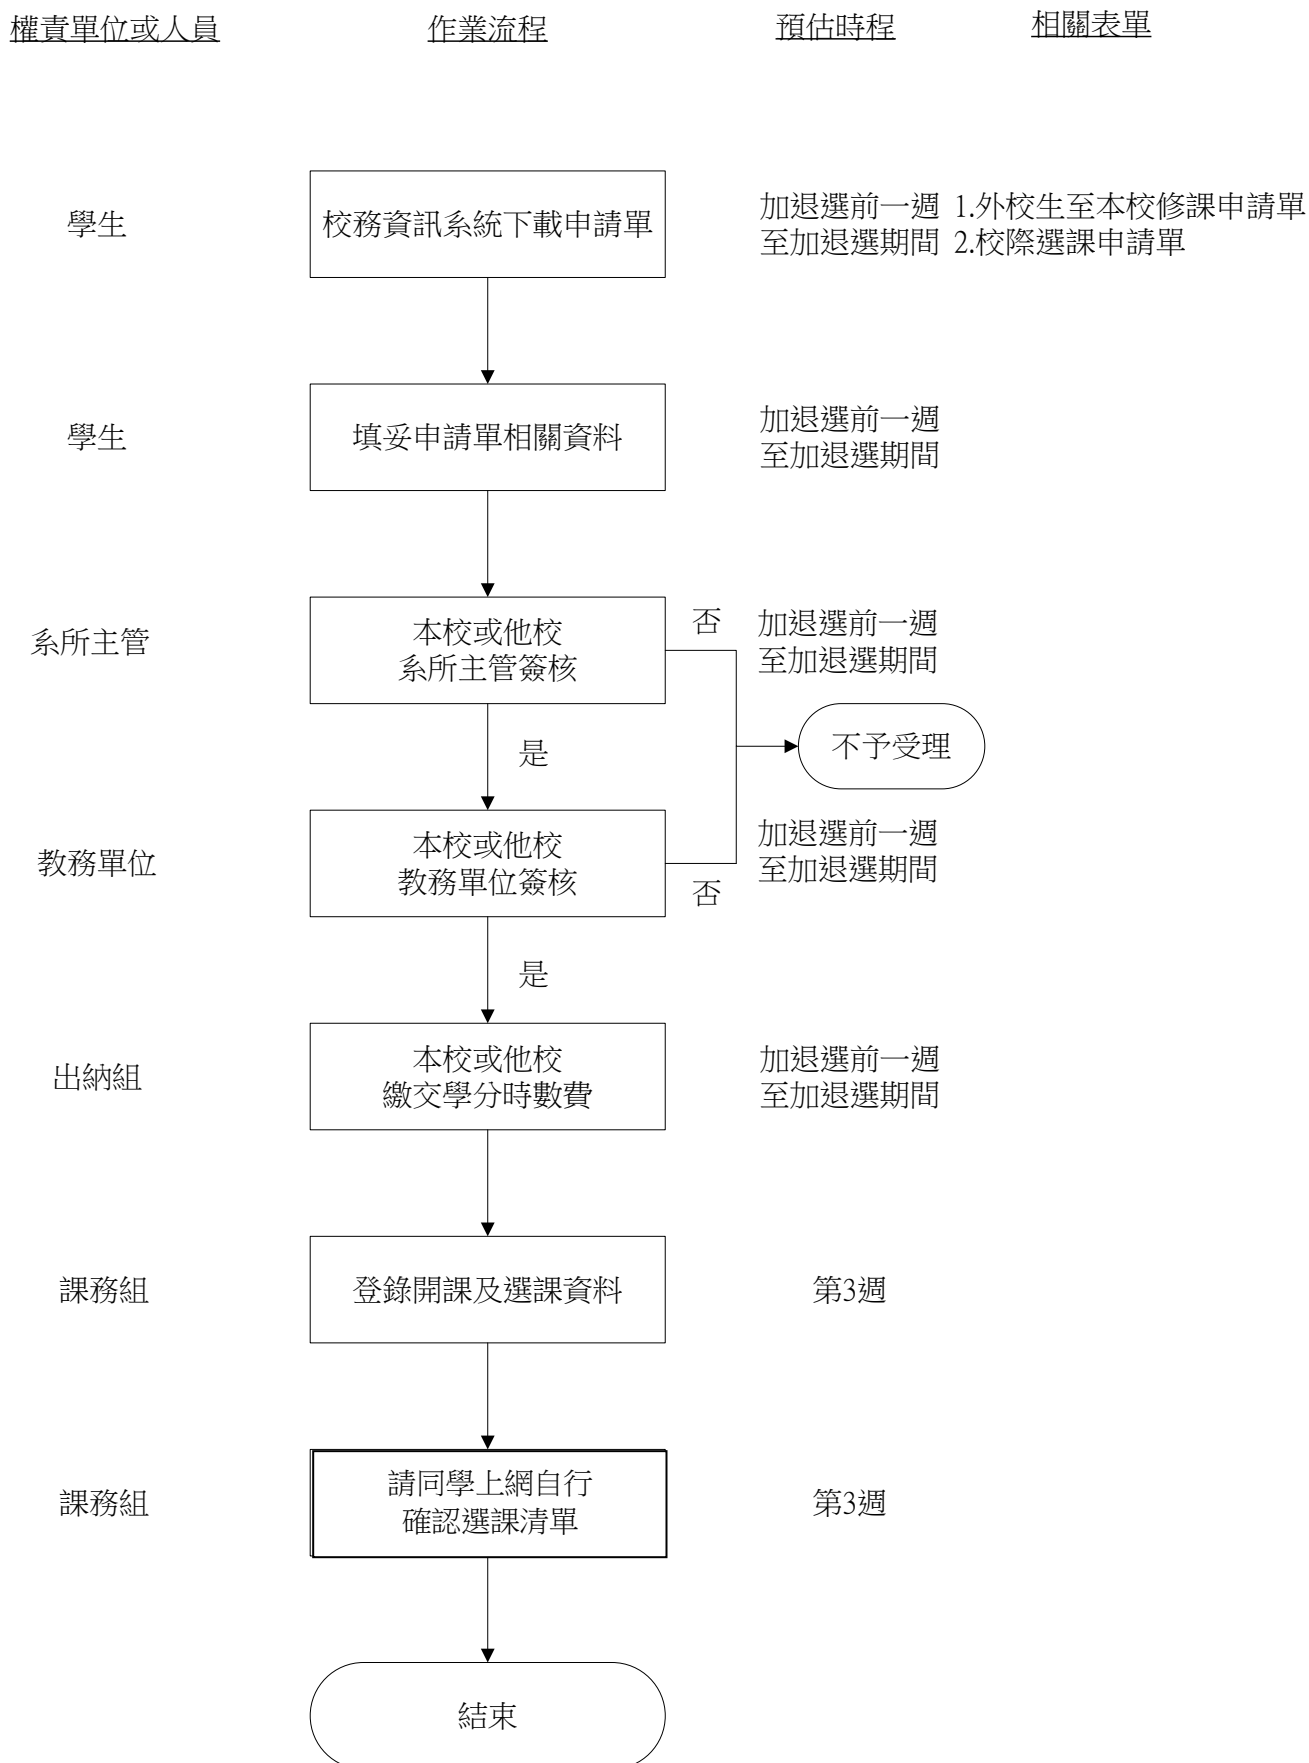 權責單位或人員 作業流程 預估時程 相關表單
學生
校務資訊系統下載申請單
加退選前一週
至加退選期間
1.外校生至本校修課申請單
2.校際選課申請單
學生
填妥申請單相關資料
加退選前一週
至加退選期間
系所主管
本校或他校
系所主管簽核
否
加退選前一週
至加退選期間
是
不予受理
教務單位
本校或他校
教務單位簽核
否
加退選前一週
至加退選期間
是
出納組
本校或他校
繳交學分時數費
加退選前一週
至加退選期間
課務組
登錄開課及選課資料
第3週
課務組
請同學上網自行
確認選課清單
第3週
結束